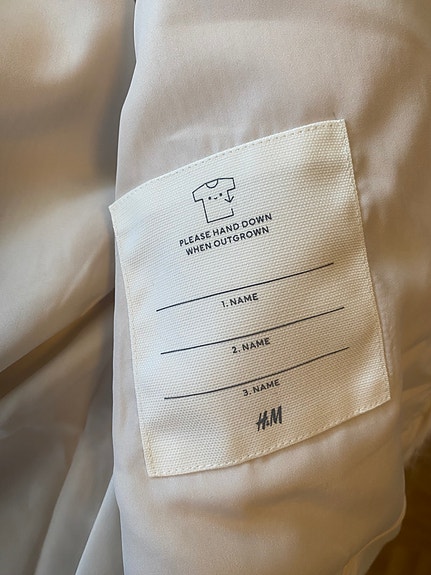 PLEASE HAND DOWN
WHEN OUTGROWN
1. NAME
2. NAME
3. NAME
H&M